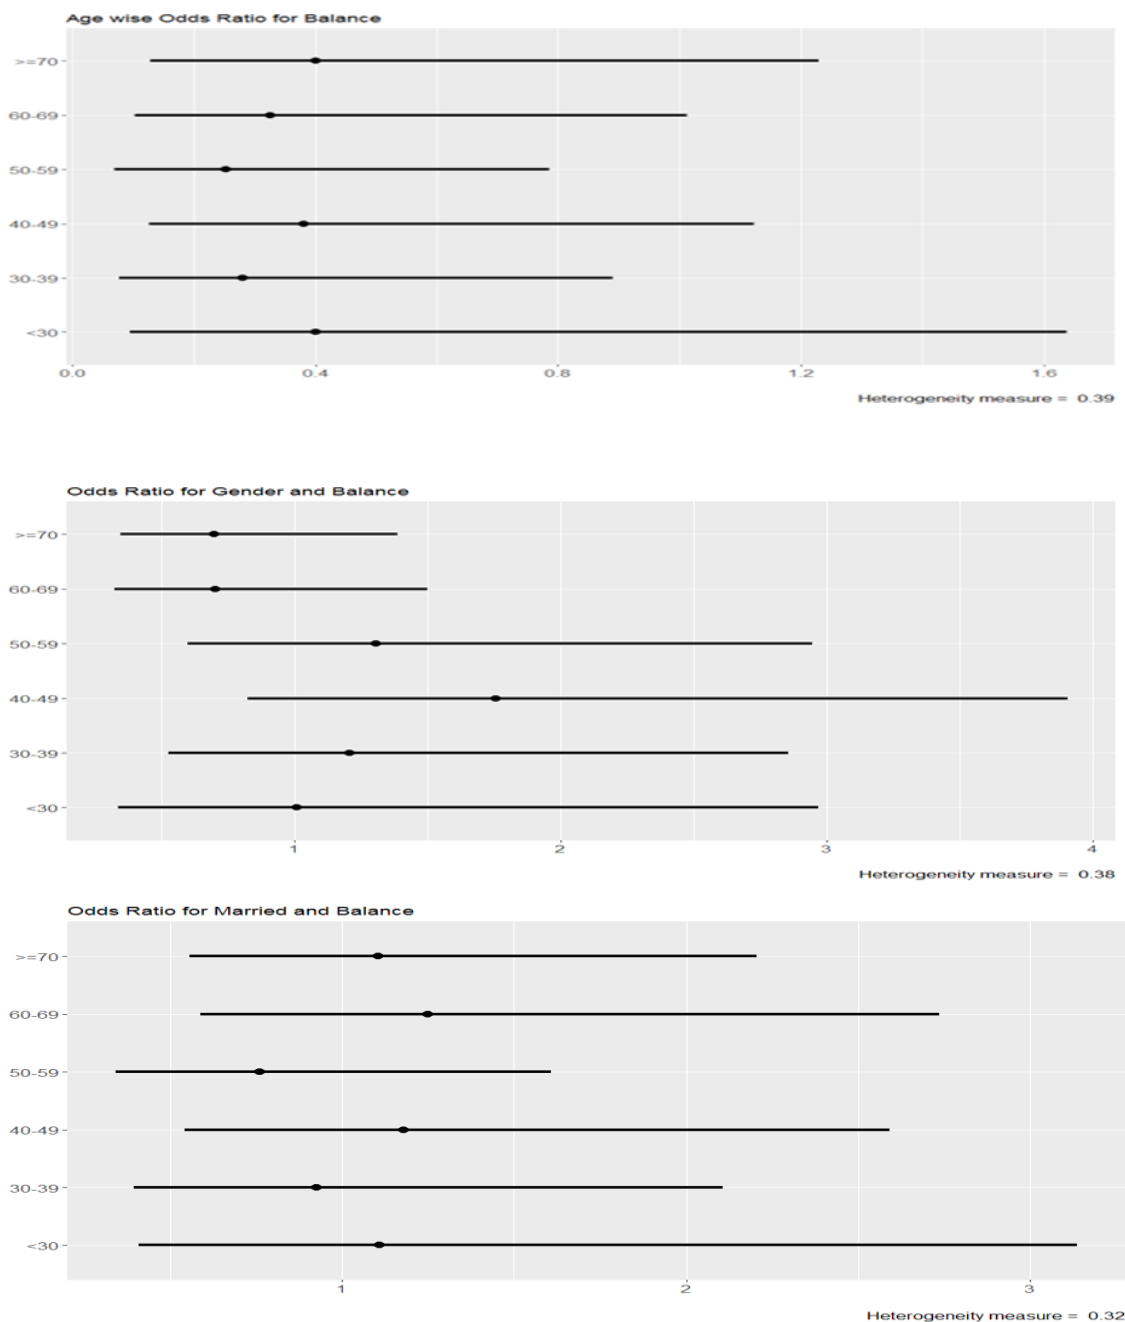 Age wise Odds Ratio for Balance
>=70
60-69
50-59
40-49
30-39
<30
0.0 0.4 0.8 1.2 1.6
Heterogeneity measure = 0.39
Odds Ratio for Gender and Balance
>=70
60-69
50-59
40-49
30-39
<30
1 2 3 4
Heterogeneity measure = 0.38
Odds Ratio for Married and Balance
>=70
60-69
50-59
40-49
30-39
<30
1 2 3
Heterogeneity measure = 0.32